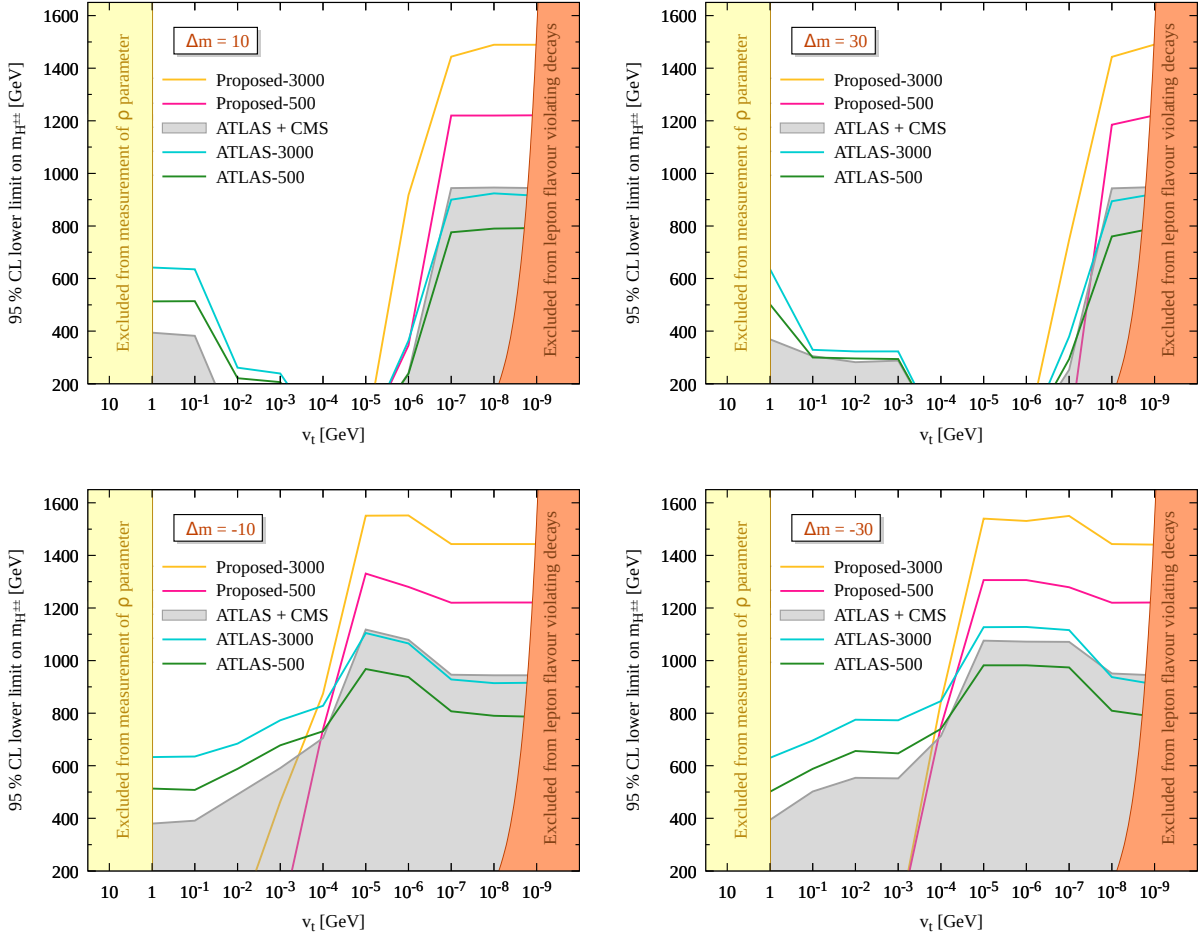 1600
1400
1200
1000
800
600
400
200
95 % CL lower limit on m_H^±± [GeV]
Excluded from measurement of ρ parameter
Δm = 10
Proposed-3000
Proposed-500
ATLAS + CMS
ATLAS-3000
ATLAS-500
Excluded from lepton flavour violating decays
10 1 10^-1 10^-2 10^-3 10^-4 10^-5 10^-6 10^-7 10^-8 10^-9
v_t [GeV]
1600
1400
1200
1000
800
600
400
200
95 % CL lower limit on m_H^±± [GeV]
Excluded from measurement of ρ parameter
Δm = 30
Proposed-3000
Proposed-500
ATLAS + CMS
ATLAS-3000
ATLAS-500
Excluded from lepton flavour violating decays
10 1 10^-1 10^-2 10^-3 10^-4 10^-5 10^-6 10^-7 10^-8 10^-9
v_t [GeV]
1600
1400
1200
1000
800
600
400
200
95 % CL lower limit on m_H^±± [GeV]
Excluded from measurement of ρ parameter
Δm = -10
Proposed-3000
Proposed-500
ATLAS + CMS
ATLAS-3000
ATLAS-500
Excluded from lepton flavour violating decays
10 1 10^-1 10^-2 10^-3 10^-4 10^-5 10^-6 10^-7 10^-8 10^-9
v_t [GeV]
1600
1400
1200
1000
800
600
400
200
95 % CL lower limit on m_H^±± [GeV]
Excluded from measurement of ρ parameter
Δm = -30
Proposed-3000
Proposed-500
ATLAS + CMS
ATLAS-3000
ATLAS-500
Excluded from lepton flavour violating decays
10 1 10^-1 10^-2 10^-3 10^-4 10^-5 10^-6 10^-7 10^-8 10^-9
v_t [GeV]